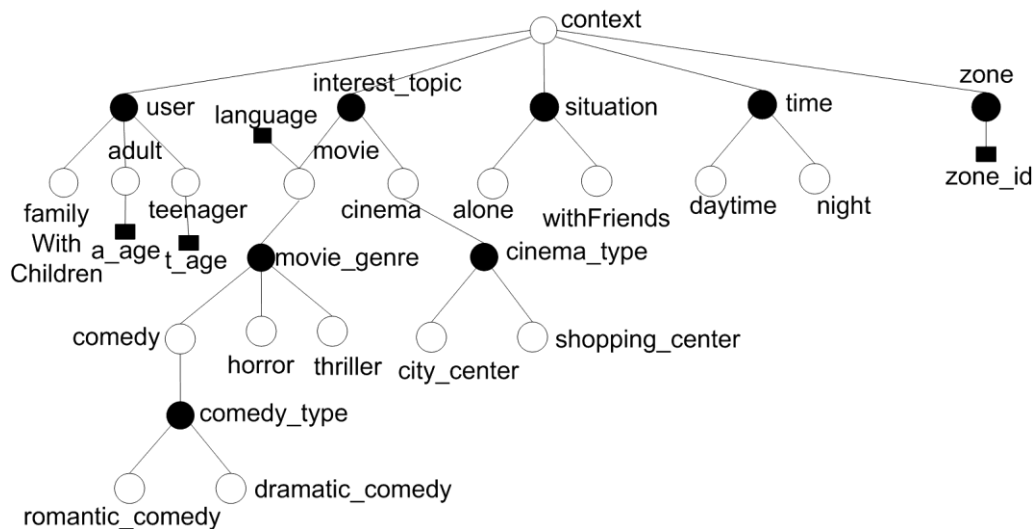 context
interest_topic
zone
user
situation
time
language
adult
movie
zone_id
family
With
Children
teenager
cinema
alone
withFriends
daytime
night
a_age
t_age
movie_genre
cinema_type
comedy
horror
thriller
city_center
shopping_center
comedy_type
romantic_comedy
dramatic_comedy